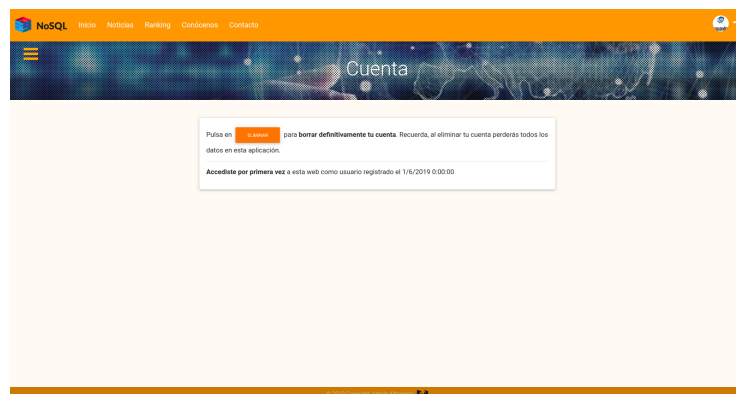 NoSQL Inicio Noticias Ranking Conócenos Contacto
Cuenta
Pulsa en ELIMINAR para borrar definitivamente tu cuenta. Recuerda, al eliminar tu cuenta perderás todos los
datos en esta aplicación.
Accediste por primera vez a esta web como usuario registrado el 1/6/2019 0:00:00